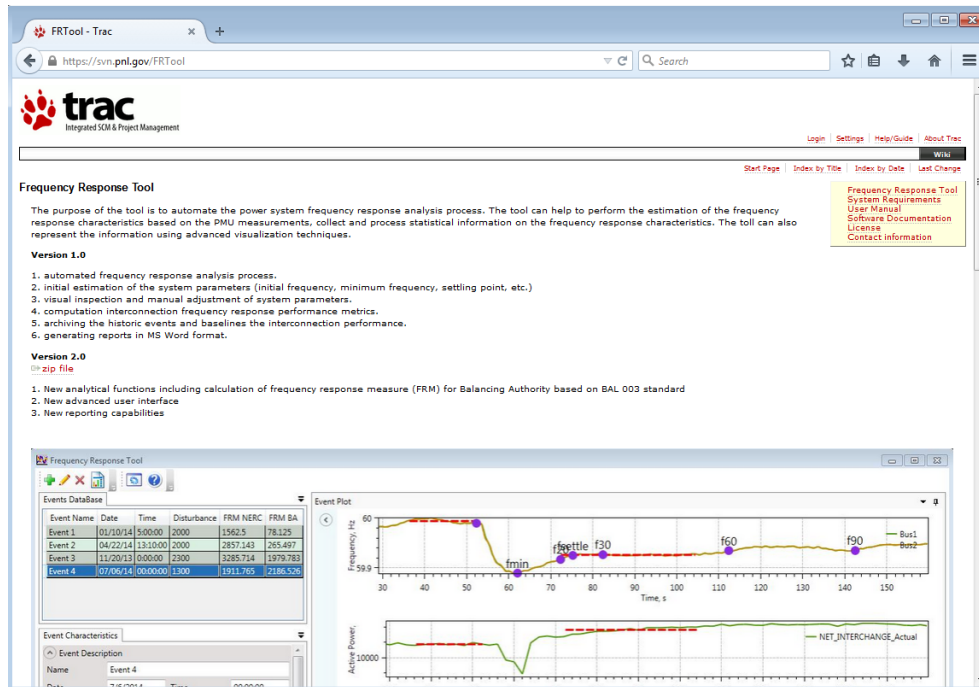 FRTool - Trac
https://svn.pnl.gov/FRTool
Search
trac
Integrated SCM & Project Management
Login Settings Help/Guide About Trac
Wiki
Start Page Index by Title Index by Date Last Change
Frequency Response Tool
The purpose of the tool is to automate the power system frequency response analysis process. The tool can help to perform the estimation of the frequency
response characteristics based on the PMU measurements, collect and process statistical information on the frequency response characteristics. The toll can also
represent the information using advanced visualization techniques.
Frequency Response Tool
System Requirements
User Manual
Software Documentation
License
Contact information
Version 1.0
1. automated frequency response analysis process.
2. initial estimation of the system parameters (initial frequency, minimum frequency, settling point, etc.)
3. visual inspection and manual adjustment of system parameters.
4. computation interconnection frequency response performance metrics.
5. archiving the historic events and baselines the interconnection performance.
6. generating reports in MS Word format.
Version 2.0
zip file
1. New analytical functions including calculation of frequency response measure (FRM) for Balancing Authority based on BAL 003 standard
2. New advanced user interface
3. New reporting capabilities
Frequency Response Tool
Events DataBase
Event Name Date Time Disturbance FRM NERC FRM BA
Event 1 01/10/14 5:00:00 2000 1562.5 78.125
Event 2 04/22/14 13:10:00 2000 2857.143 265.497
Event 3 11/20/13 0:00:00 2300 3285.714 1979.783
Event 4 07/06/14 00:00:00 1300 1911.765 2186.526
Event Characteristics
Event Description
Name Event 4
Date 7/6/2014 Time 00:00:00
Event Plot
Frequency, Hz
60
59.9
fmin
f20
fsettle
f30
f60
f90
Bus1
Bus2
30 40 50 60 70 80 90 100 110 120 130 140 150
Time, s
Active Power,
10000
NET_INTERCHANGE_Actual